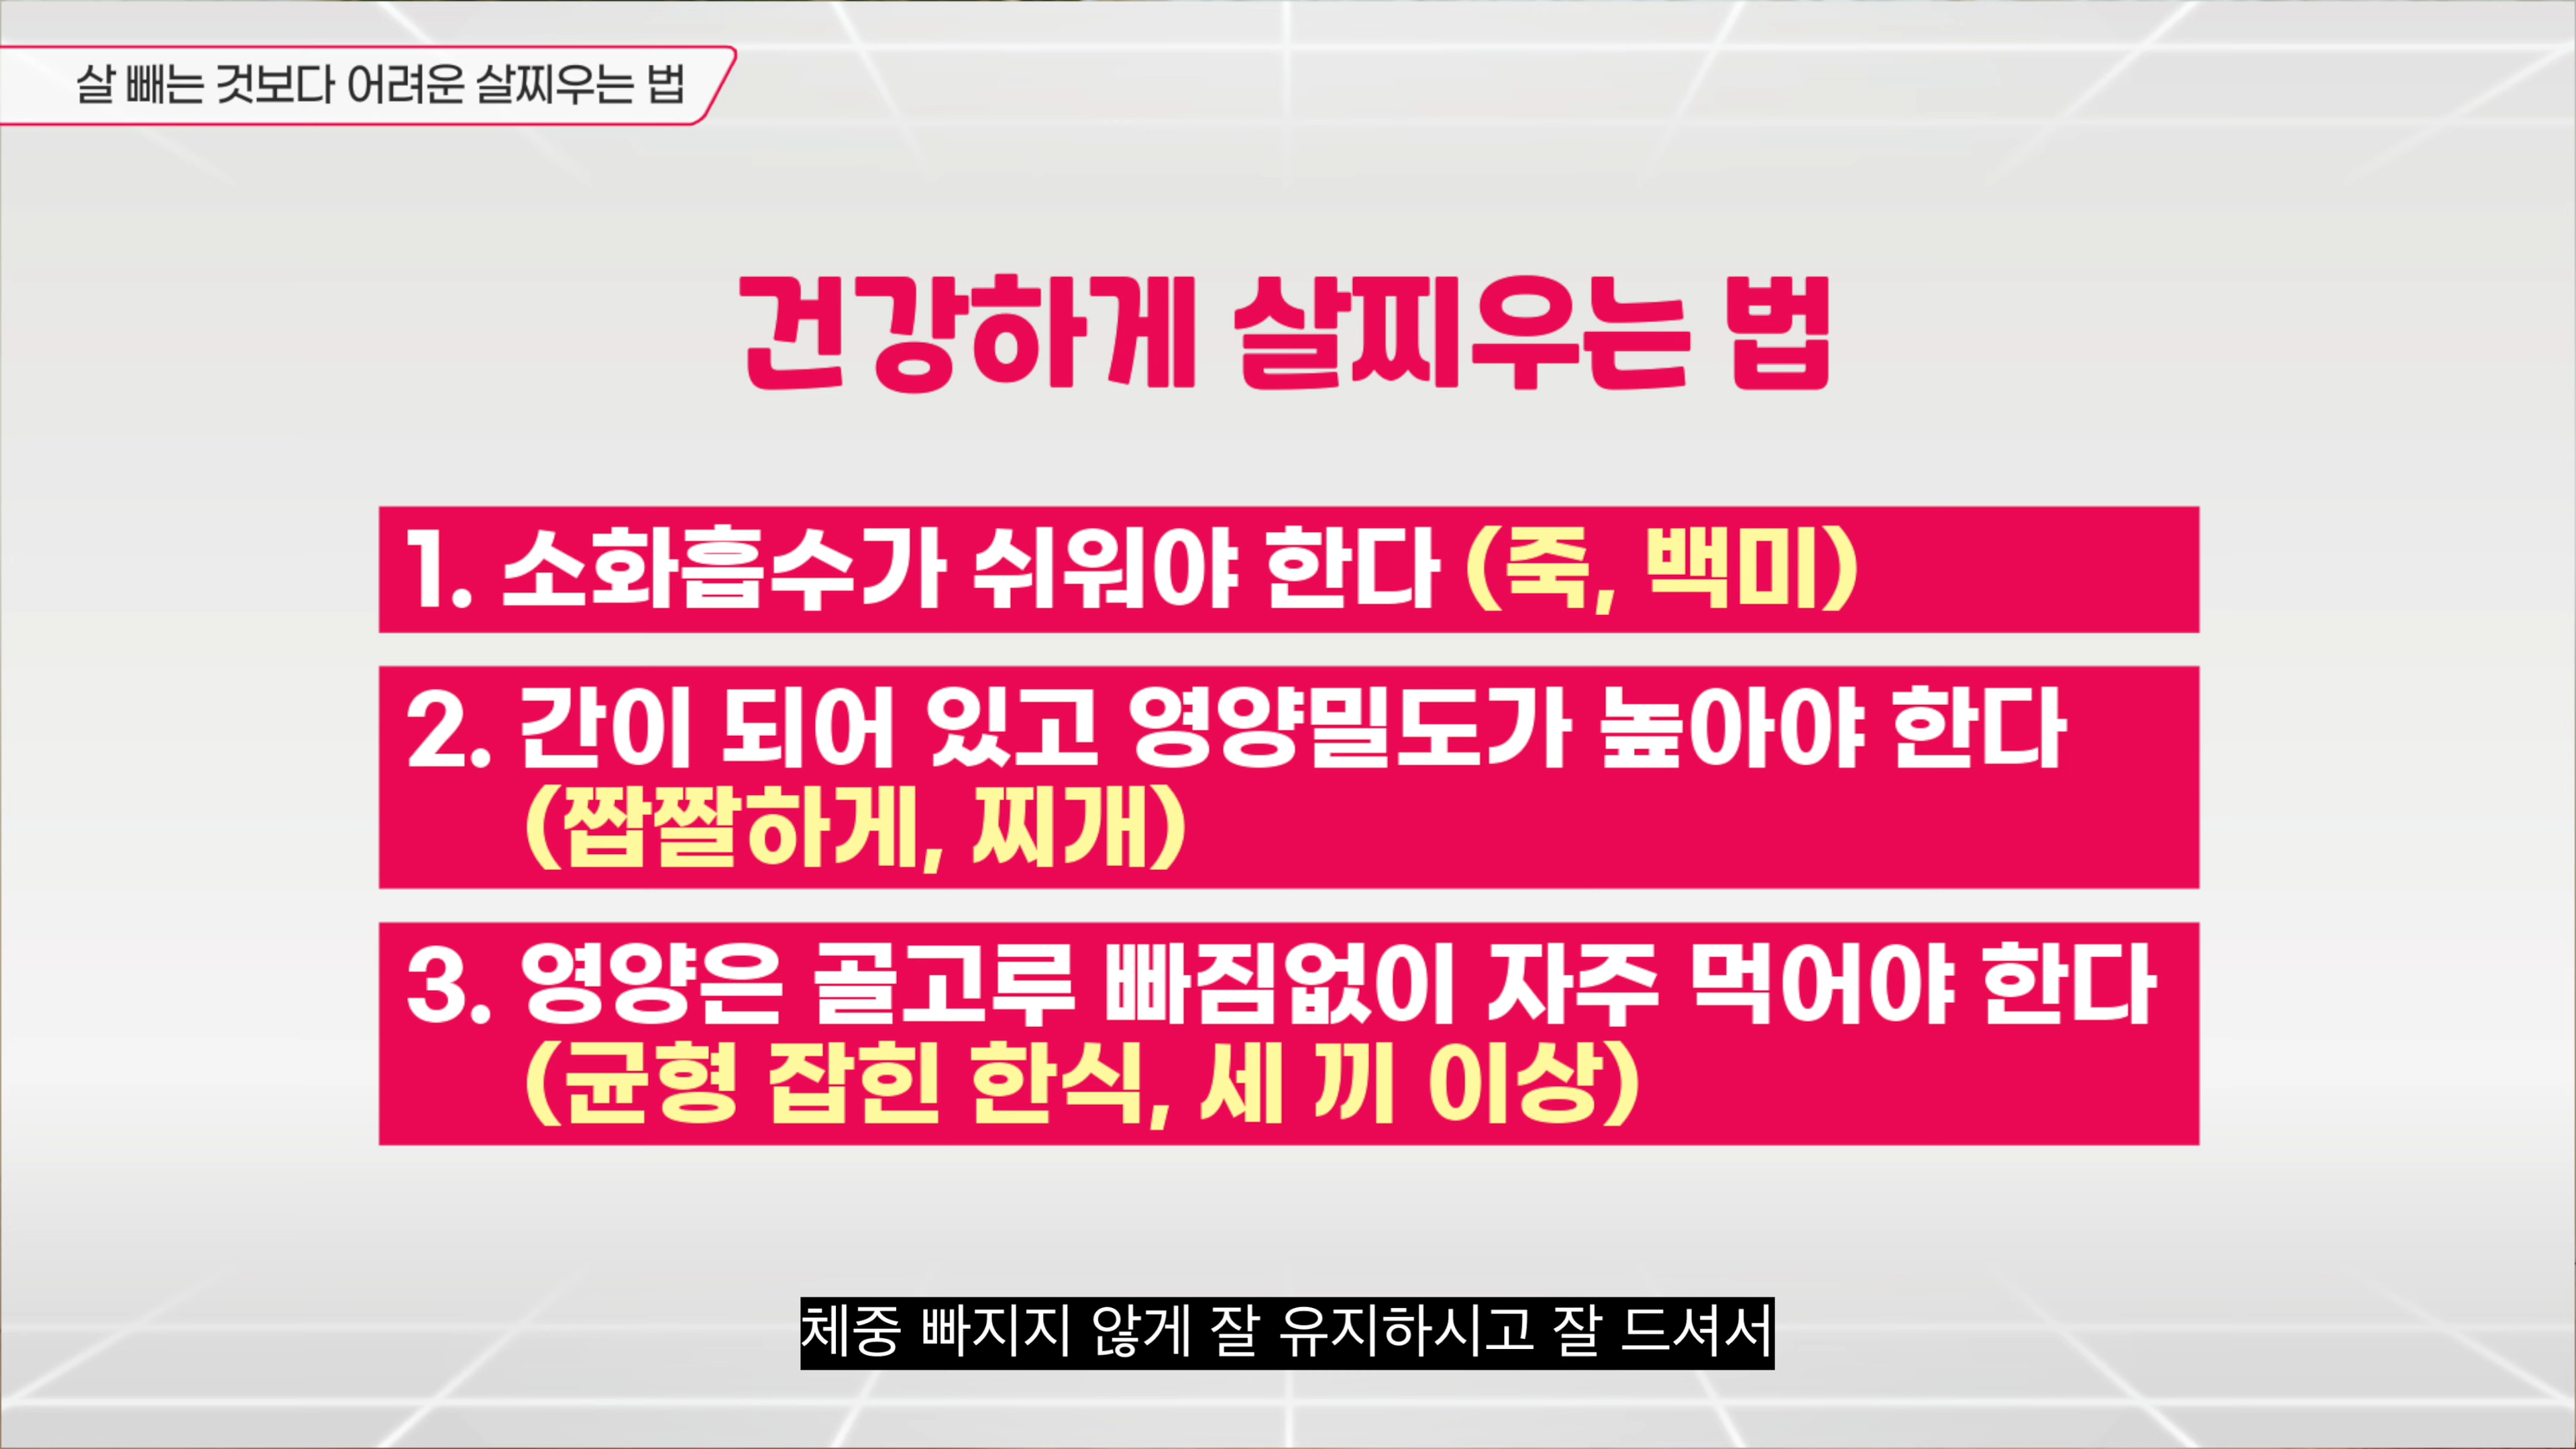 살 빼는 것보다 어려운 살찌우는 법
건강하게 살찌우는 법
1. 소화흡수가 쉬워야 한다 (죽, 백미)
2. 간이 되어 있고 영양밀도가 높아야 한다
(짭짤하게, 찌개)
3. 영양은 골고루 빠짐없이 자주 먹어야 한다
(균형 잡힌 한식, 세 끼 이상)
체중 빠지지 않게 잘 유지하시고 잘 드셔서